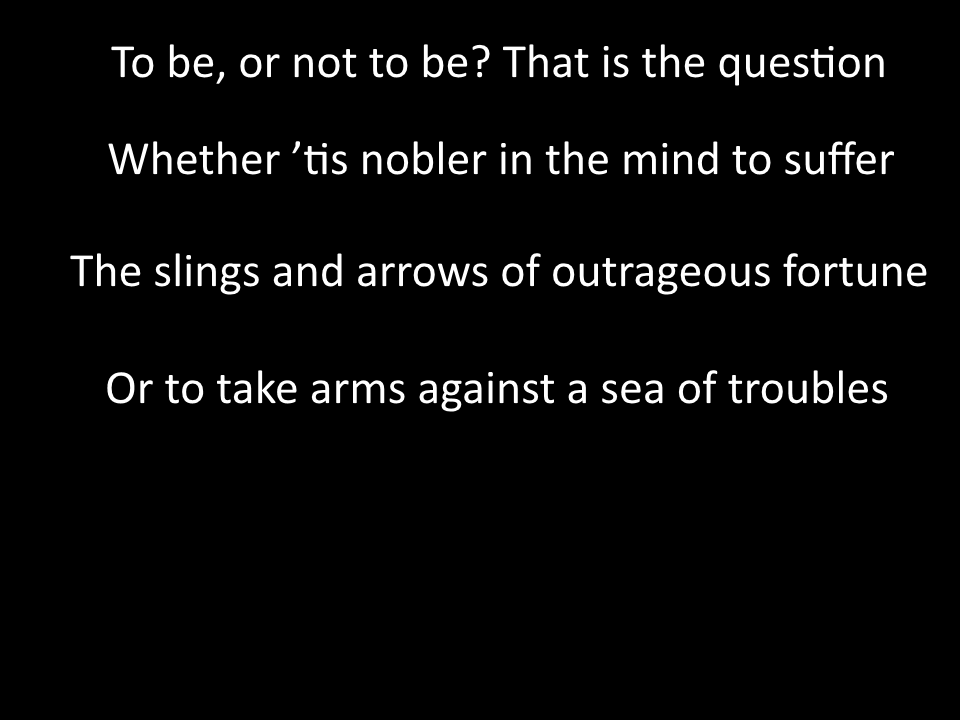 To be, or not to be? That is the question
Whether ’tis nobler in the mind to suffer
The slings and arrows of outrageous fortune
Or to take arms against a sea of troubles